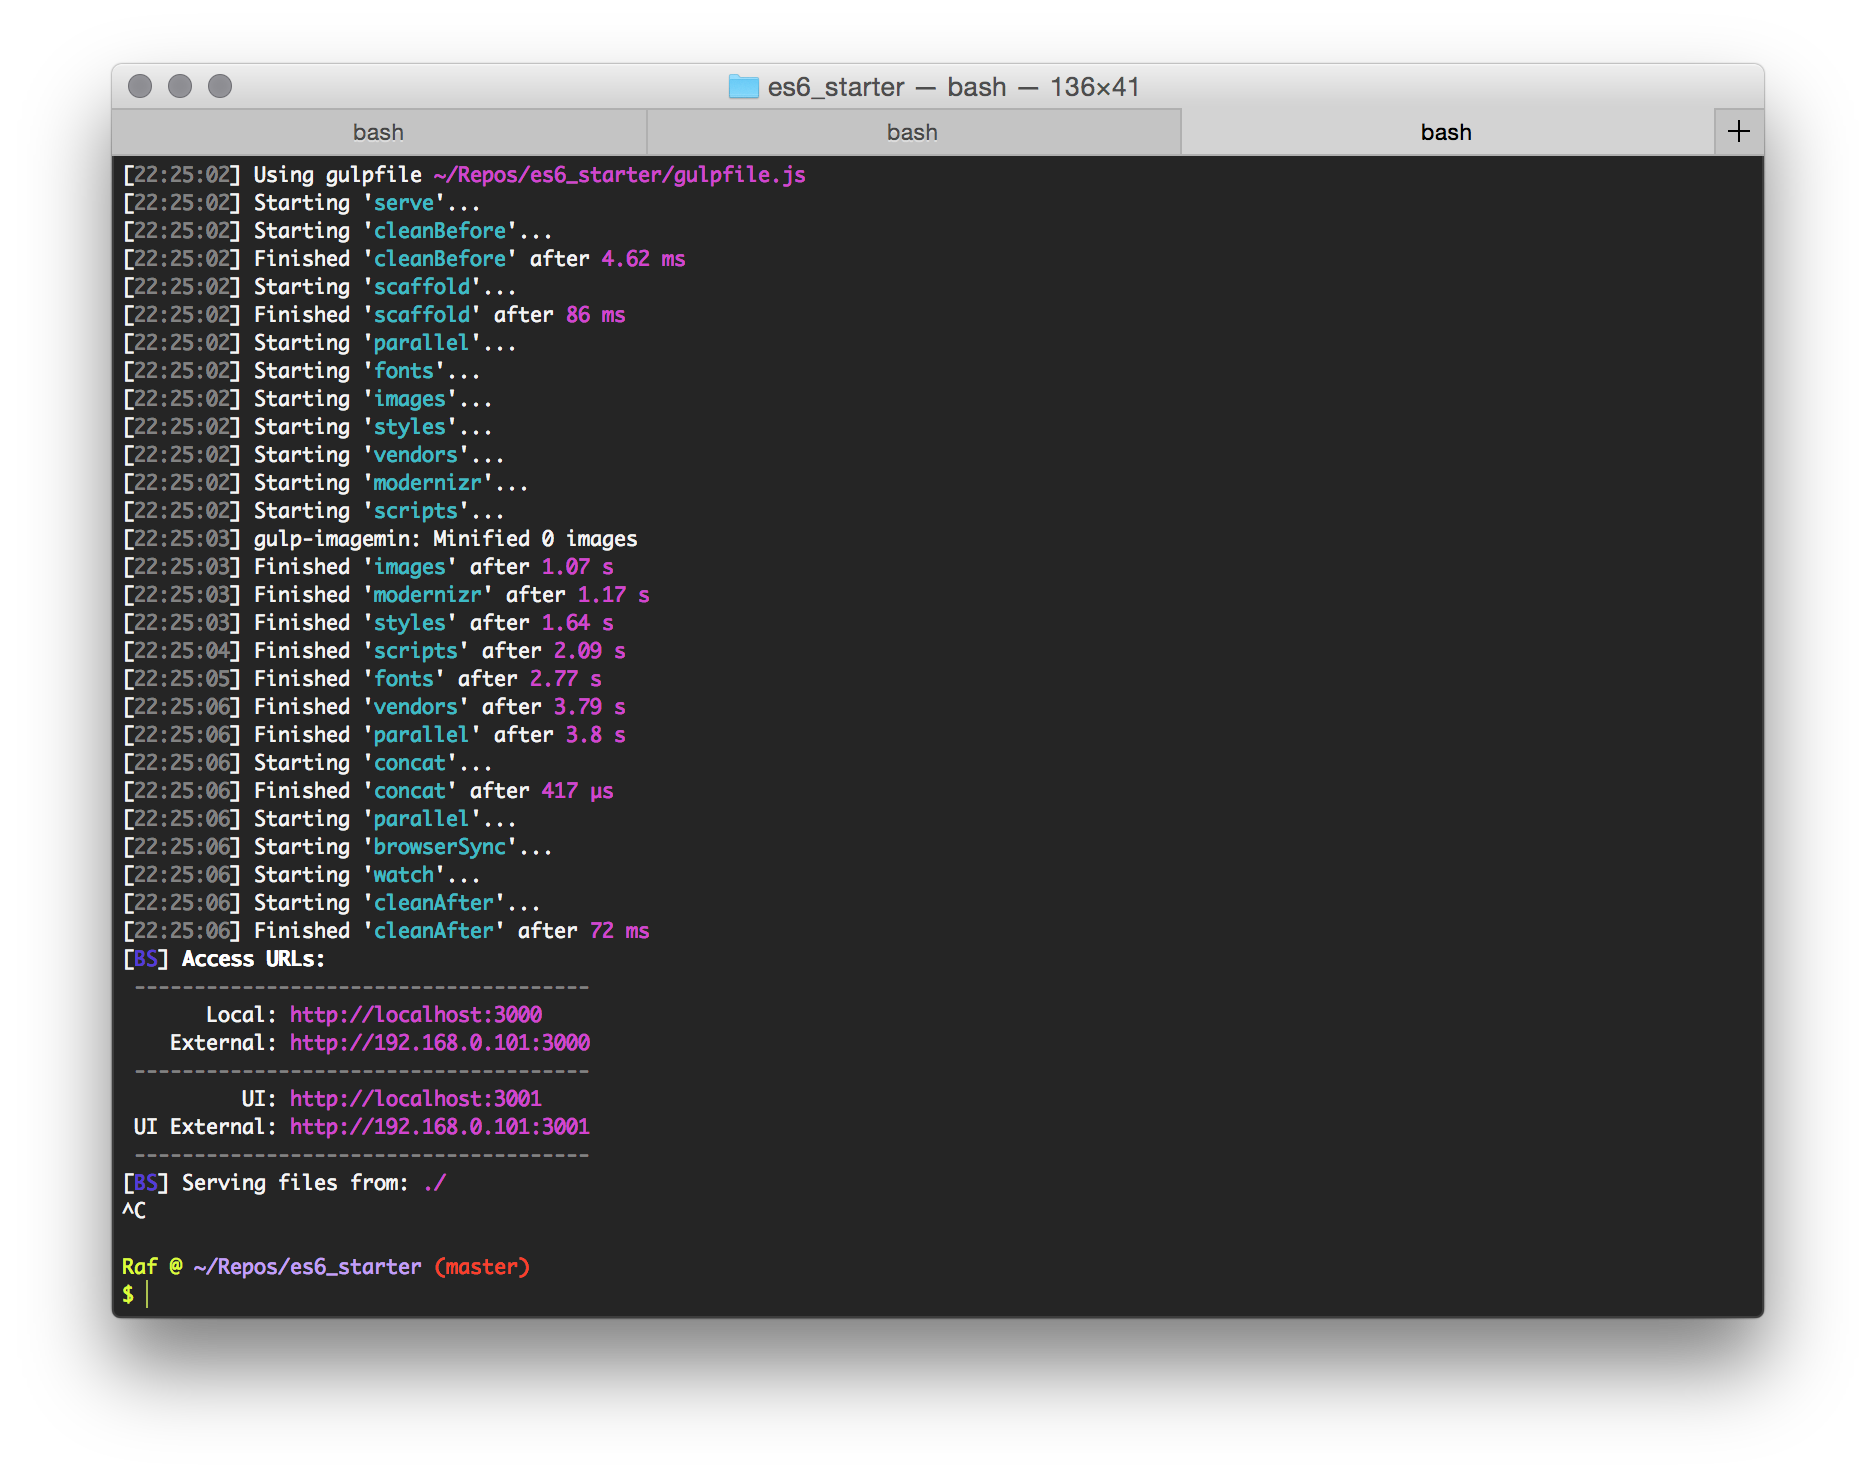 es6_starter — bash — 136×41
bash
bash
bash
+
[22:25:02] Using gulpfile ~/Repos/es6_starter/gulpfile.js
[22:25:02] Starting 'serve'...
[22:25:02] Starting 'cleanBefore'...
[22:25:02] Finished 'cleanBefore' after 4.62 ms
[22:25:02] Starting 'scaffold'...
[22:25:02] Finished 'scaffold' after 86 ms
[22:25:02] Starting 'parallel'...
[22:25:02] Starting 'fonts'...
[22:25:02] Starting 'images'...
[22:25:02] Starting 'styles'...
[22:25:02] Starting 'vendors'...
[22:25:02] Starting 'modernizr'...
[22:25:02] Starting 'scripts'...
[22:25:03] gulp-imagemin: Minified 0 images
[22:25:03] Finished 'images' after 1.07 s
[22:25:03] Finished 'modernizr' after 1.17 s
[22:25:03] Finished 'styles' after 1.64 s
[22:25:04] Finished 'scripts' after 2.09 s
[22:25:05] Finished 'fonts' after 2.77 s
[22:25:06] Finished 'vendors' after 3.79 s
[22:25:06] Finished 'parallel' after 3.8 s
[22:25:06] Starting 'concat'...
[22:25:06] Finished 'concat' after 417 μs
[22:25:06] Starting 'parallel'...
[22:25:06] Starting 'browserSync'...
[22:25:06] Starting 'watch'...
[22:25:06] Starting 'cleanAfter'...
[22:25:06] Finished 'cleanAfter' after 72 ms
[BS] Access URLs:
--------------------------------------
Local: http://localhost:3000
External: http://192.168.0.101:3000
--------------------------------------
UI: http://localhost:3001
UI External: http://192.168.0.101:3001
--------------------------------------
[BS] Serving files from: ./
^C
Raf @ ~/Repos/es6_starter (master)
$